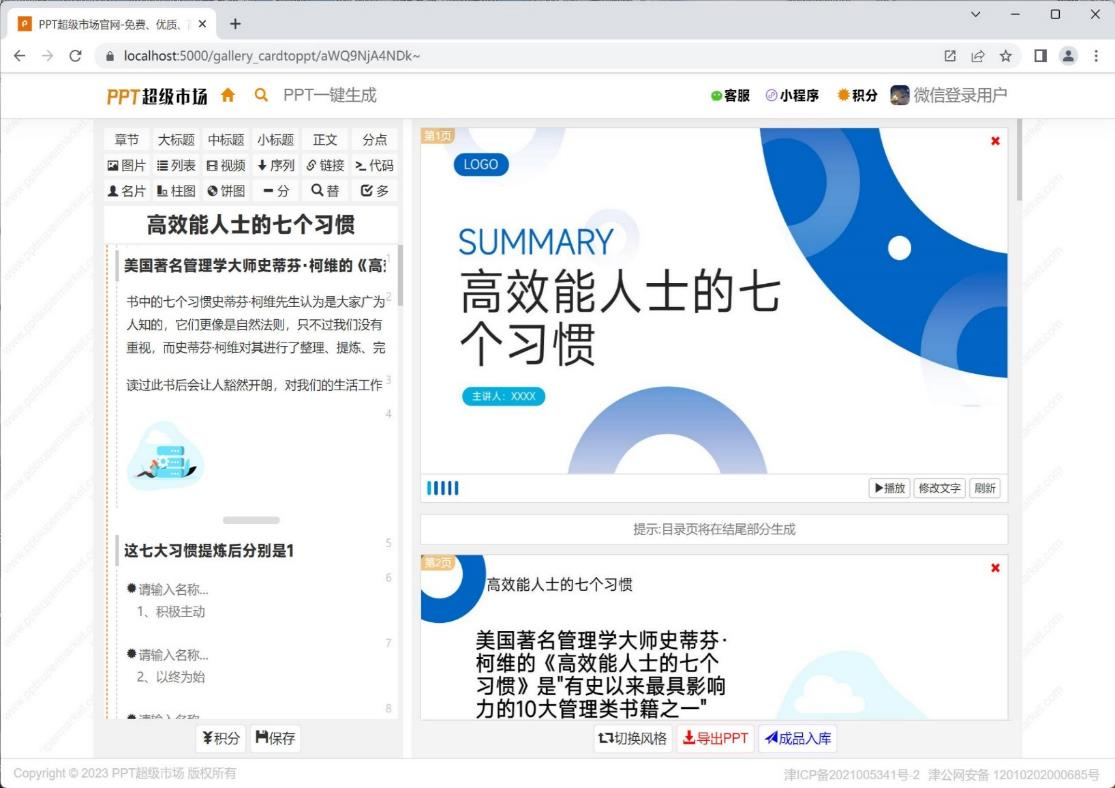 PPT超级市场官网-免费、优质、
localhost:5000/gallery_cardtoppt/aWQ9NjA4NDk~
PPT超级市场 PPT一键生成 客服 小程序 积分 微信登录用户
章节 大标题 中标题 小标题 正文 分点
图片 列表 视频 序列 链接 代码
名片 柱图 饼图 分 替 多
高效能人士的七个习惯
美国著名管理学大师史蒂芬·柯维的《高
书中的七个习惯史蒂芬·柯维先生认为是大家广为 2
人知的，它们更像是自然法则，只不过我们没有
重视，而史蒂芬·柯维对其进行了整理、提炼、完
读过此书后会让人豁然开朗，对我们的生活工作 3
4
这七大习惯提炼后分别是1 5
请输入名称... 6
1、积极主动
请输入名称... 7
2、以终为始
8
¥积分 保存
第1页
LOGO
SUMMARY
高效能人士的七
个习惯
主讲人：XXXX
播放 修改文字 刷新
提示:目录页将在结尾部分生成
第2页
高效能人士的七个习惯
美国著名管理学大师史蒂芬·
柯维的《高效能人士的七个
习惯》是"有史以来最具影响
力的10大管理类书籍之一"
切换风格 导出PPT 成品入库
Copyright © 2023 PPT超级市场 版权所有
津ICP备2021005341号-2 津公网安备 12010202000685号